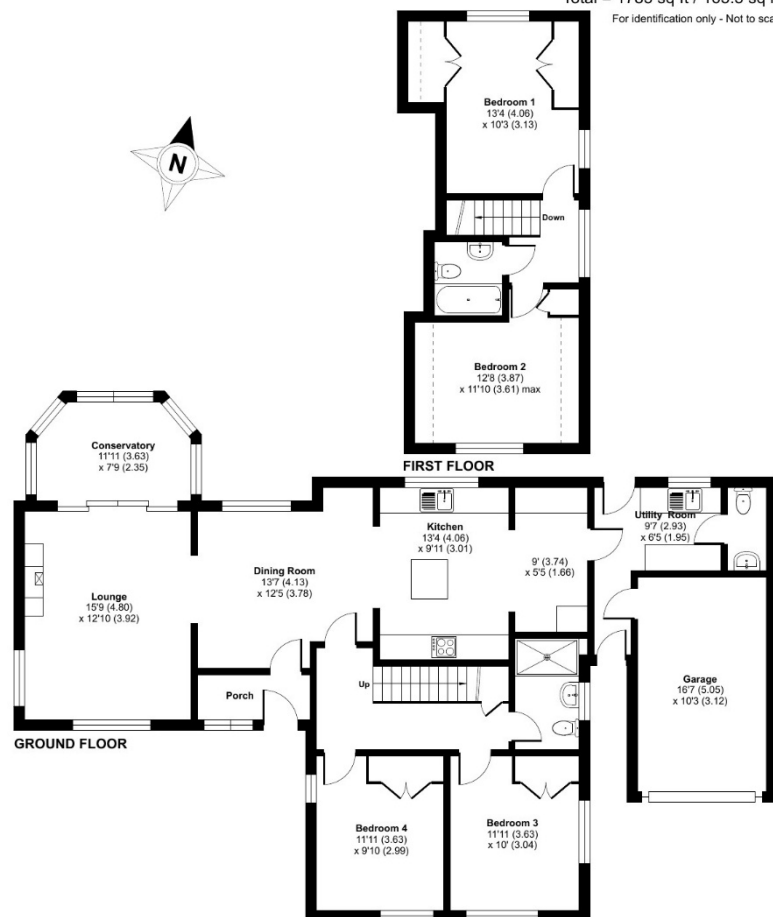 For identification only - Not to
N
Bedroom 1
13'4 (4.06)
x 10'3 (3.13)
Down
Bedroom 2
12'8 (3.87)
x 11'10 (3.61) max
FIRST FLOOR
Conservatory
11'11 (3.63)
x 7'9 (2.35)
Kitchen
13'4 (4.06)
x 9'11 (3.01)
Utility Room
9'7 (2.93)
x 6'5 (1.95)
9' (3.74)
x 5'5 (1.66)
Dining Room
13'7 (4.13)
x 12'5 (3.78)
Lounge
15'9 (4.80)
x 12'10 (3.92)
Up
Porch
Garage
16'7 (5.05)
x 10'3 (3.12)
GROUND FLOOR
Bedroom 4
11'11 (3.63)
x 9'10 (2.99)
Bedroom 3
11'11 (3.63)
x 10' (3.04)